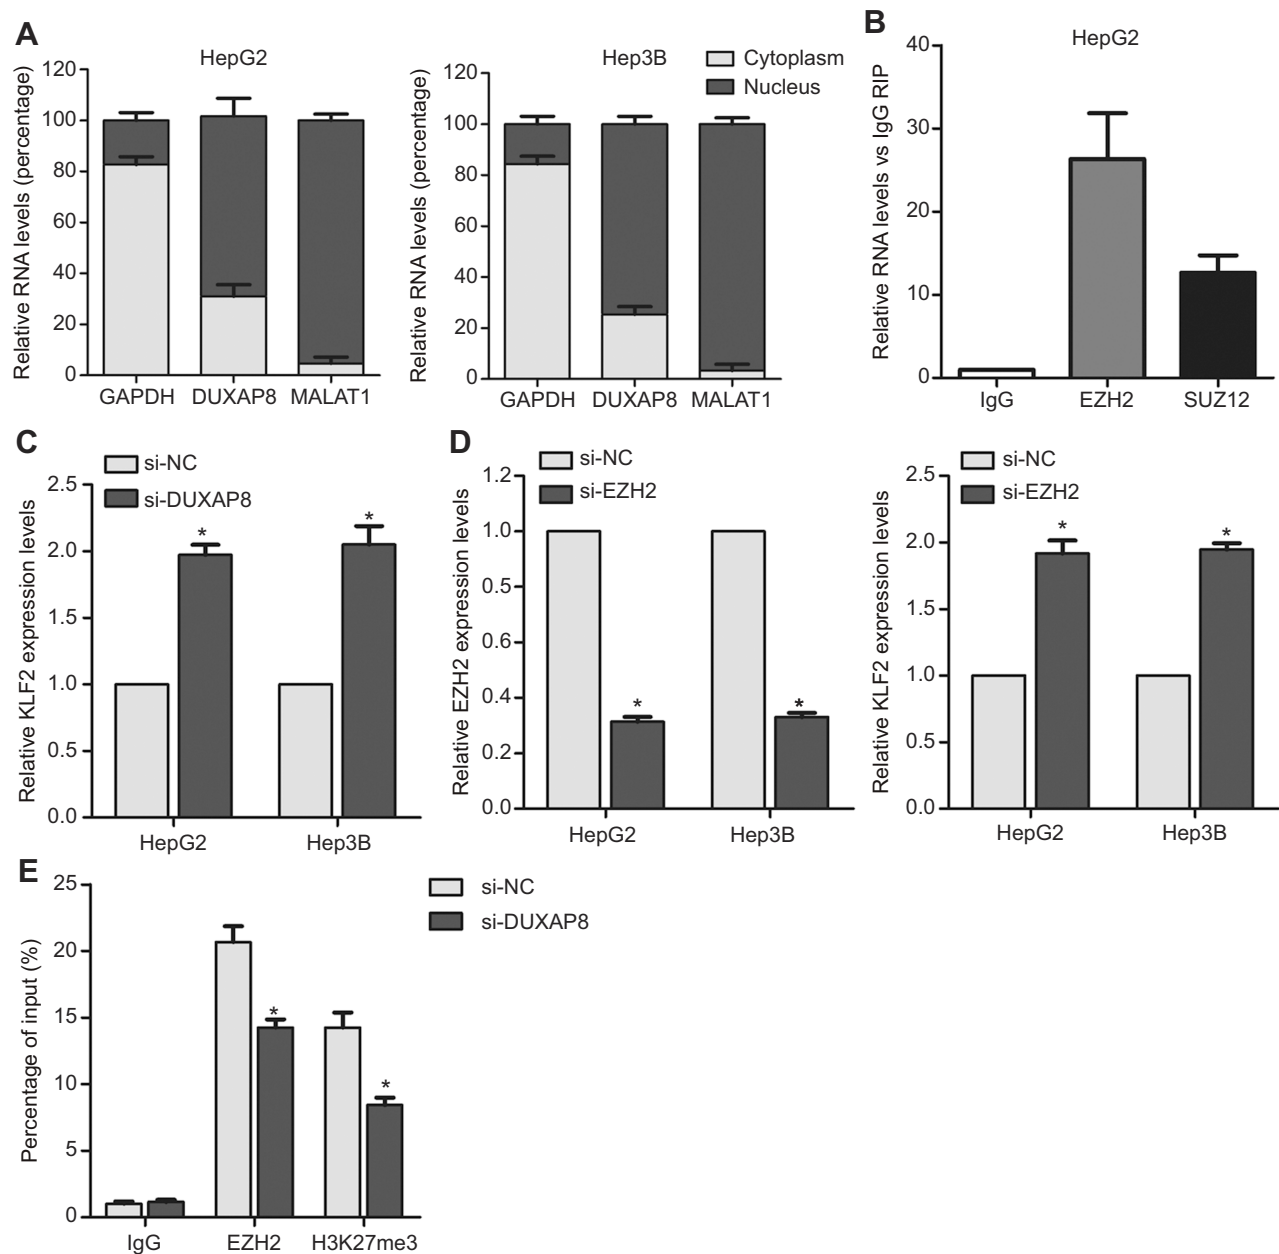 A
HepG2
Relative RNA levels (percentage)
120
100
80
60
40
20
0
GAPDH DUXAP8 MALAT1
Hep3B
Cytoplasm
Nucleus
Relative RNA levels (percentage)
120
100
80
60
40
20
0
GAPDH DUXAP8 MALAT1
B
HepG2
Relative RNA levels vs IgG RIP
40
30
20
10
0
IgG EZH2 SUZ12
C
si-NC
si-DUXAP8
Relative KLF2 expression levels
2.5
2.0
1.5
1.0
0.5
0.0
* *
HepG2 Hep3B
D
si-NC
si-EZH2
Relative EZH2 expression levels
1.2
1.0
0.8
0.6
0.4
0.2
0.0
* *
HepG2 Hep3B
si-NC
si-EZH2
Relative KLF2 expression levels
2.5
2.0
1.5
1.0
0.5
0.0
* *
HepG2 Hep3B
E
si-NC
si-DUXAP8
Percentage of input (%)
25
20
15
10
5
0
* *
IgG EZH2 H3K27me3